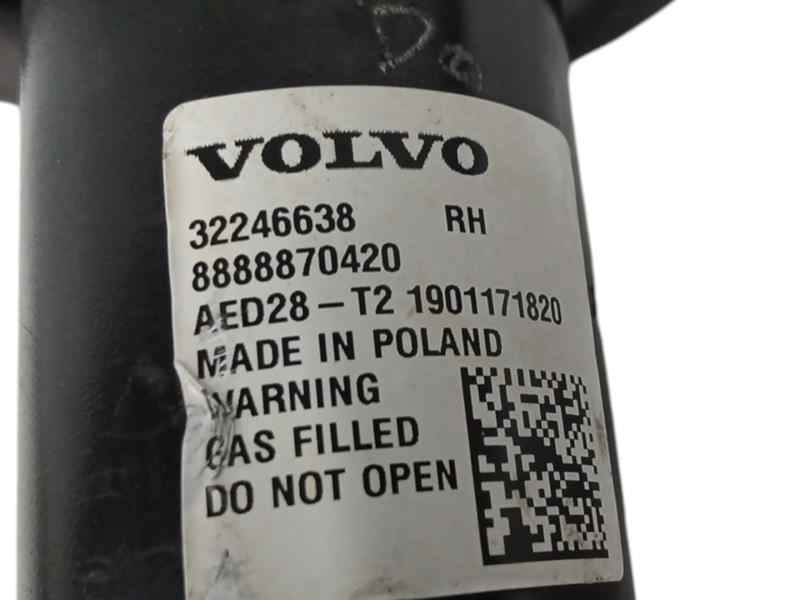 VOLVO
32246638 RH
8888870420
AED28-T2 1901171820
MADE IN POLAND
WARNING
GAS FILLED
DO NOT OPEN